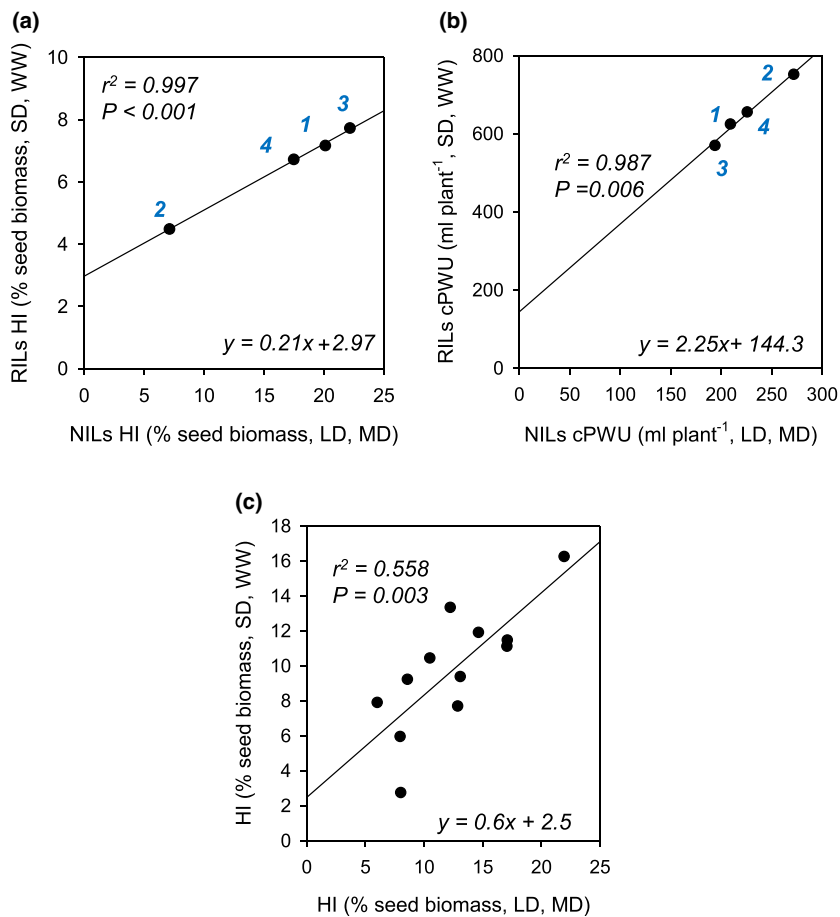 (a)
RILs HI (% seed biomass, SD, WW)
10
8
6
4
2
0
r² = 0.997
P < 0.001
3
1
4
2
y = 0.21x + 2.97
0 5 10 15 20 25
NILs HI (% seed biomass, LD, MD)
(b)
RILs cPWU (ml plant⁻¹, SD, WW)
800
600
400
200
0
2
1
4
3
r² = 0.987
P =0.006
y = 2.25x+ 144.3
0 50 100 150 200 250 300
NILs cPWU (ml plant⁻¹, LD, MD)
(c)
HI (% seed biomass, SD, WW)
18
16
14
12
10
8
6
4
2
0
r² = 0.558
P = 0.003
y = 0.6x + 2.5
0 5 10 15 20 25
HI (% seed biomass, LD, MD)